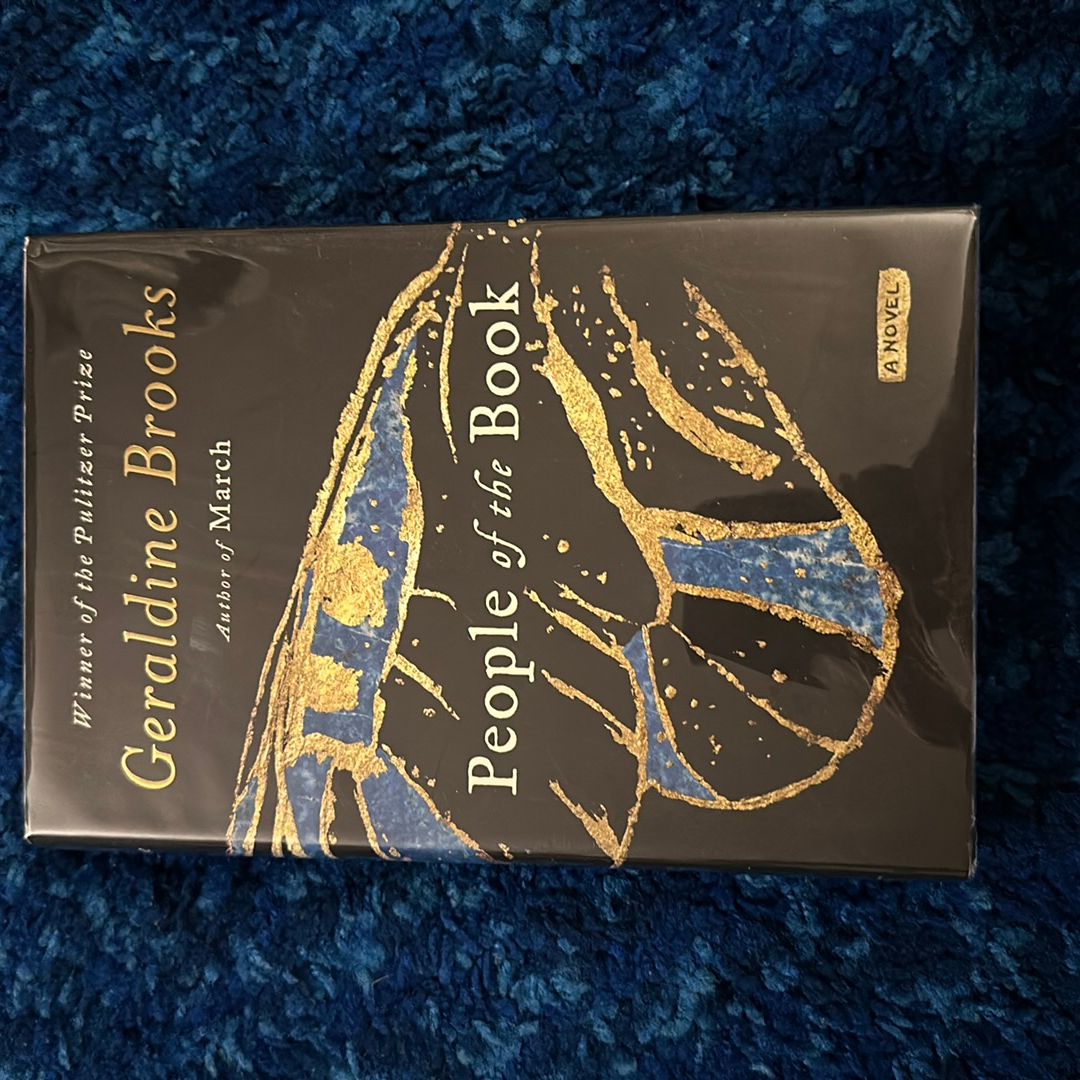 Winner of the Pulitzer Prize
Geraldine Brooks
Author of March
People of the Book
A NOVEL